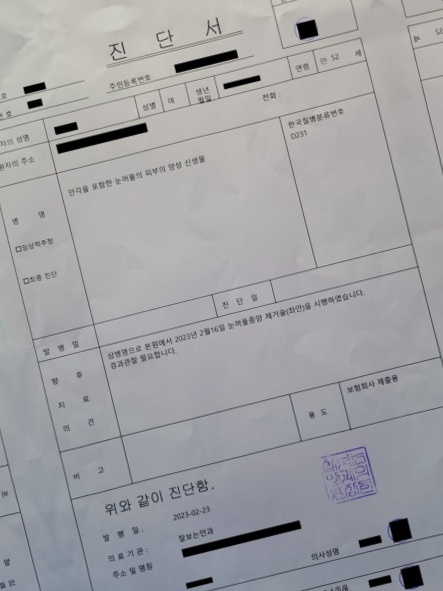 진 단 서
호
번 호
주민등록번호
자의 성명
성별
여
생년
월일
연령
만 52 세
환자의 주소
전화 :
병 명
□임상적추정
□최종 진단
안각을 포함한 눈꺼풀의 피부의 양성 신생물
한국질병분류번호
D231
발 병 일
진 단 일
향 후
치 료
의 견
상병명으로 본원에서 2023년 2월16일 눈꺼풀종양 제거술(좌안)을 시행하였습니다.
경과관찰 필요합니다.
비 고
용 도
보험회사 제출용
위와 같이 진단함.
발 행 일 :
2023-02-23
의 료 기 관 :
잘보는안과
주소 및 명칭
의사성명